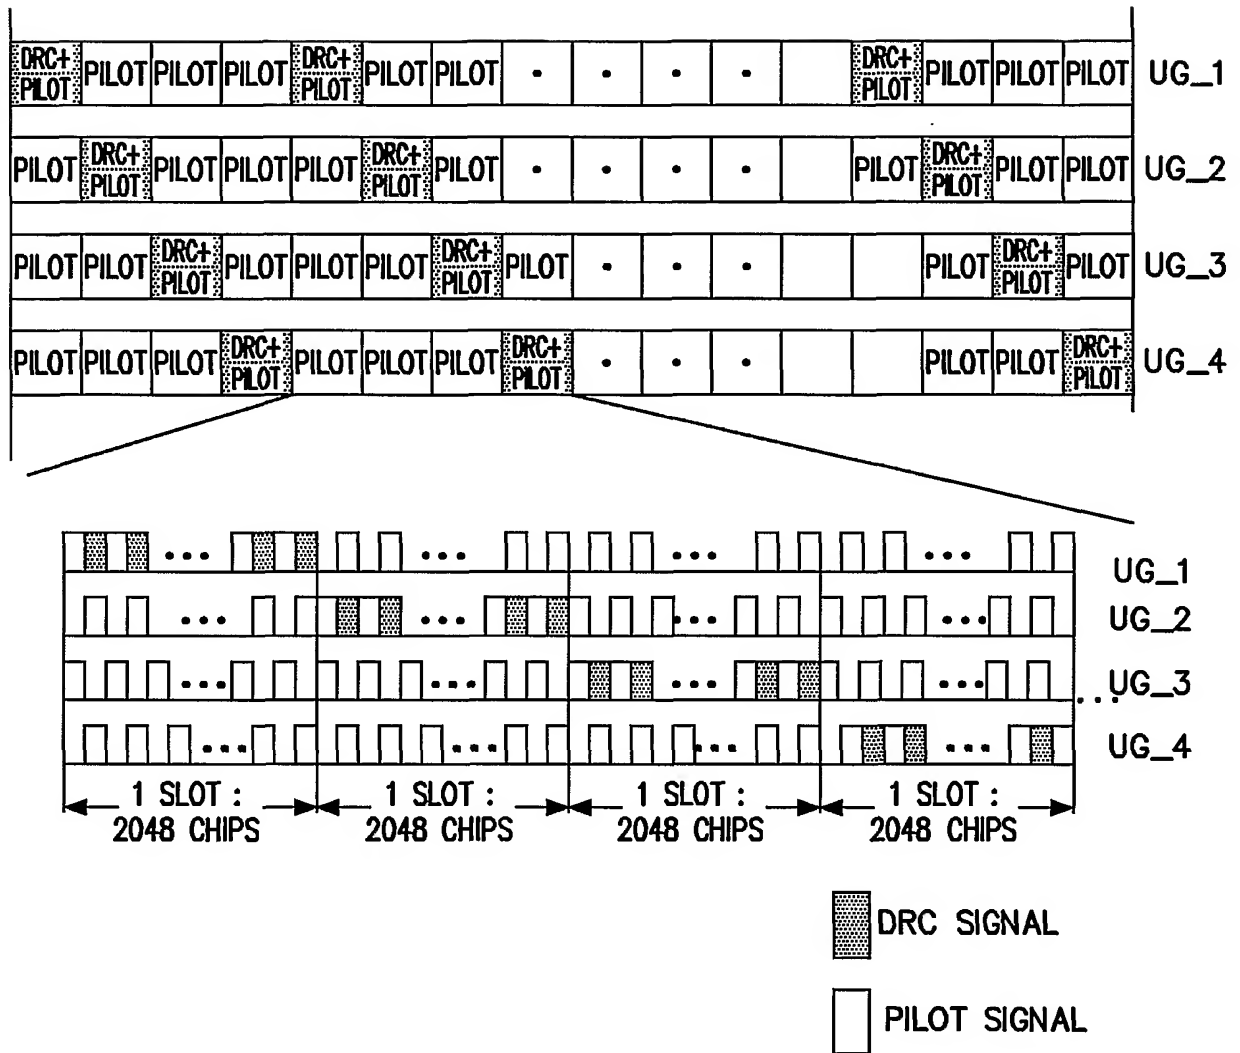 DRC+ PILOT PILOT PILOT PILOT DRC+ PILOT PILOT PILOT • • • • DRC+ PILOT PILOT PILOT PILOT UG_1
PILOT DRC+ PILOT PILOT PILOT PILOT DRC+ PILOT PILOT • • • • PILOT DRC+ PILOT PILOT PILOT UG_2
PILOT PILOT DRC+ PILOT PILOT PILOT PILOT DRC+ PILOT PILOT • • • PILOT DRC+ PILOT PILOT UG_3
PILOT PILOT PILOT DRC+ PILOT PILOT PILOT PILOT DRC+ PILOT • • • PILOT PILOT DRC+ PILOT UG_4
••• ••• ••• ••• UG_1
••• ••• ••• ••• UG_2
••• ••• ••• ••• ... UG_3
••• ••• ••• ••• UG_4
1 SLOT : 1 SLOT : 1 SLOT : 1 SLOT :
2048 CHIPS 2048 CHIPS 2048 CHIPS 2048 CHIPS
DRC SIGNAL
PILOT SIGNAL